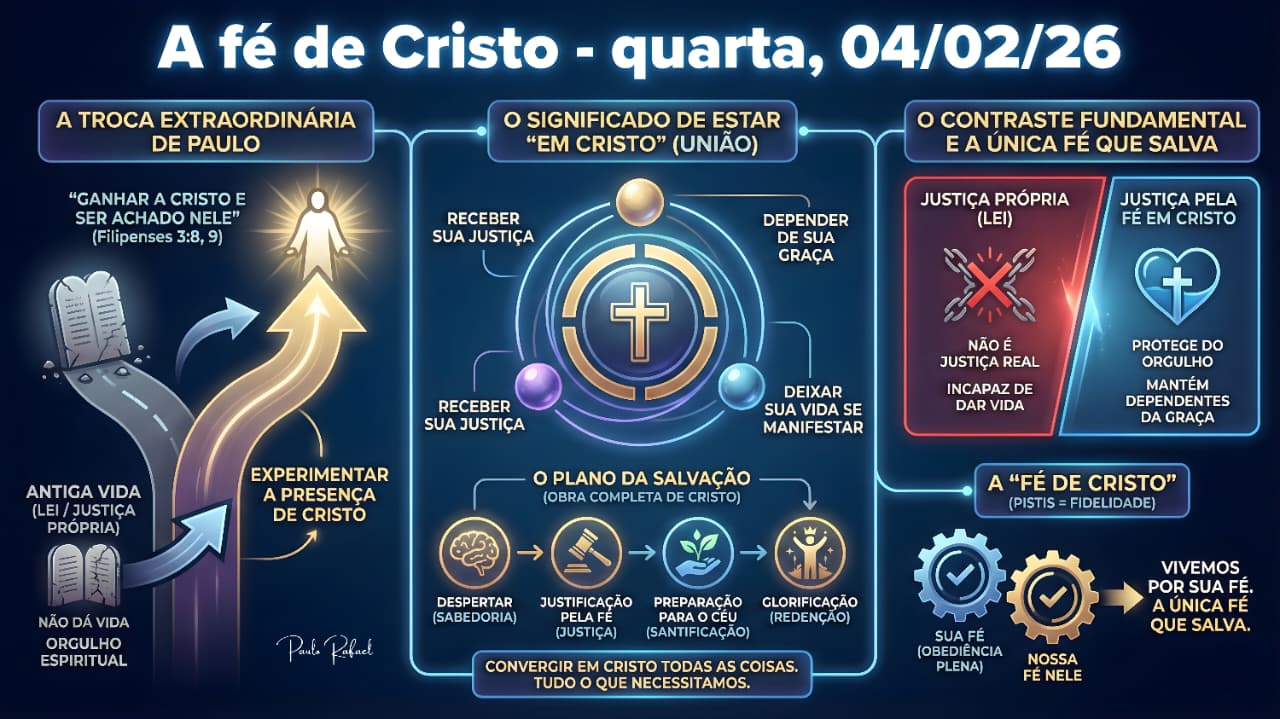 A fé de Cristo - quarta, 04/02/26
A TROCA EXTRAORDINÁRIA
DE PAULO
“GANHAR A CRISTO E
SER ACHADO NELE”
(Filipenses 3:8, 9)
EXPERIMENTAR
A PRESENÇA
DE CRISTO
ANTIGA VIDA
(LEI / JUSTIÇA
PRÓPRIA)
NÃO DÁ VIDA
ORGULHO
ESPIRITUAL
Paulo Rafael
O SIGNIFICADO DE ESTAR
“EM CRISTO” (UNIÃO)
RECEBER
SUA JUSTIÇA
DEPENDER
DE SUA
GRAÇA
RECEBER
SUA JUSTIÇA
DEIXAR
SUA VIDA SE
MANIFESTAR
O PLANO DA SALVAÇÃO
(OBRA COMPLETA DE CRISTO)
DESPERTAR
(SABEDORIA)
JUSTIFICAÇÃO
PELA FÉ
(JUSTIÇA)
PREPARAÇÃO
PARA O CÉU
(SANTIFICAÇÃO)
GLORIFICAÇÃO
(REDENÇÃO)
CONVERGIR EM CRISTO TODAS AS COISAS.
TUDO O QUE NECESSITAMOS.
O CONTRASTE FUNDAMENTAL
E A ÚNICA FÉ QUE SALVA
JUSTIÇA PRÓPRIA
(LEI)
NÃO É
JUSTIÇA REAL
INCAPAZ DE
DAR VIDA
JUSTIÇA PELA
FÉ EM CRISTO
PROTEGE DO
ORGULHO
MANTÉM
DEPENDENTES
DA GRAÇA
A “FÉ DE CRISTO”
(PISTIS = FIDELIDADE)
SUA FÉ
(OBEDIÊNCIA
PLENA)
NOSSA
FÉ NELE
VIVEMOS
POR SUA FÉ.
A ÚNICA FÉ
QUE SALVA.